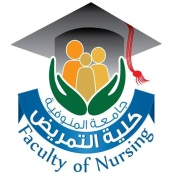 جامعة المنوفية
كلية التمريض
Faculty of Nursing